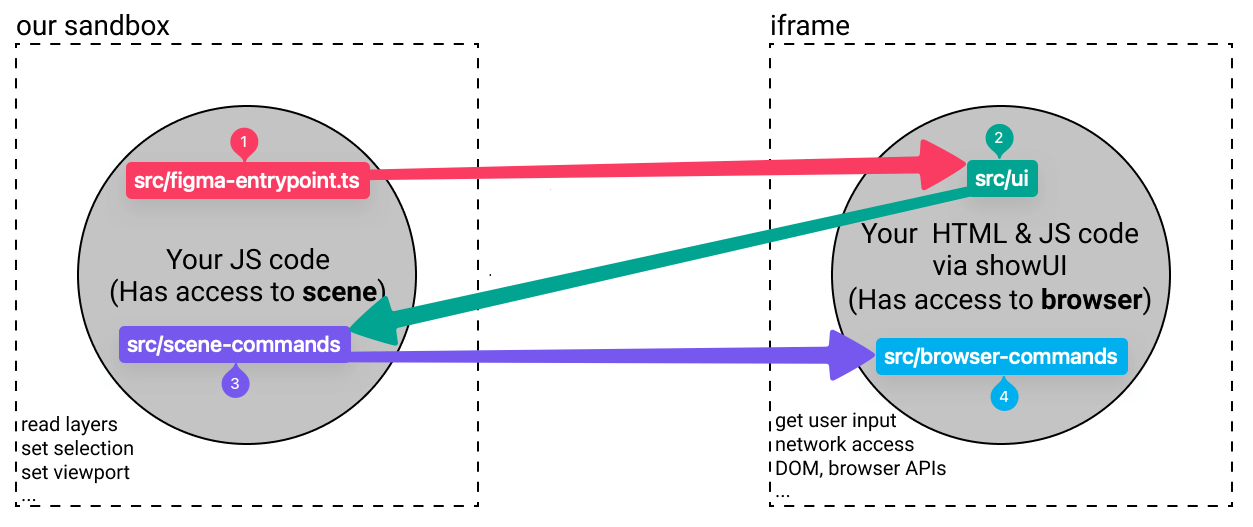 our sandbox
iframe
1
src/figma-entrypoint.ts
2
src/ui
Your JS code
(Has access to scene)
Your  HTML & JS code
via showUI
(Has access to browser)
src/scene-commands
3
src/browser-commands
4
read layers
set selection
set viewport
...
get user input
network access
DOM, browser APIs
...